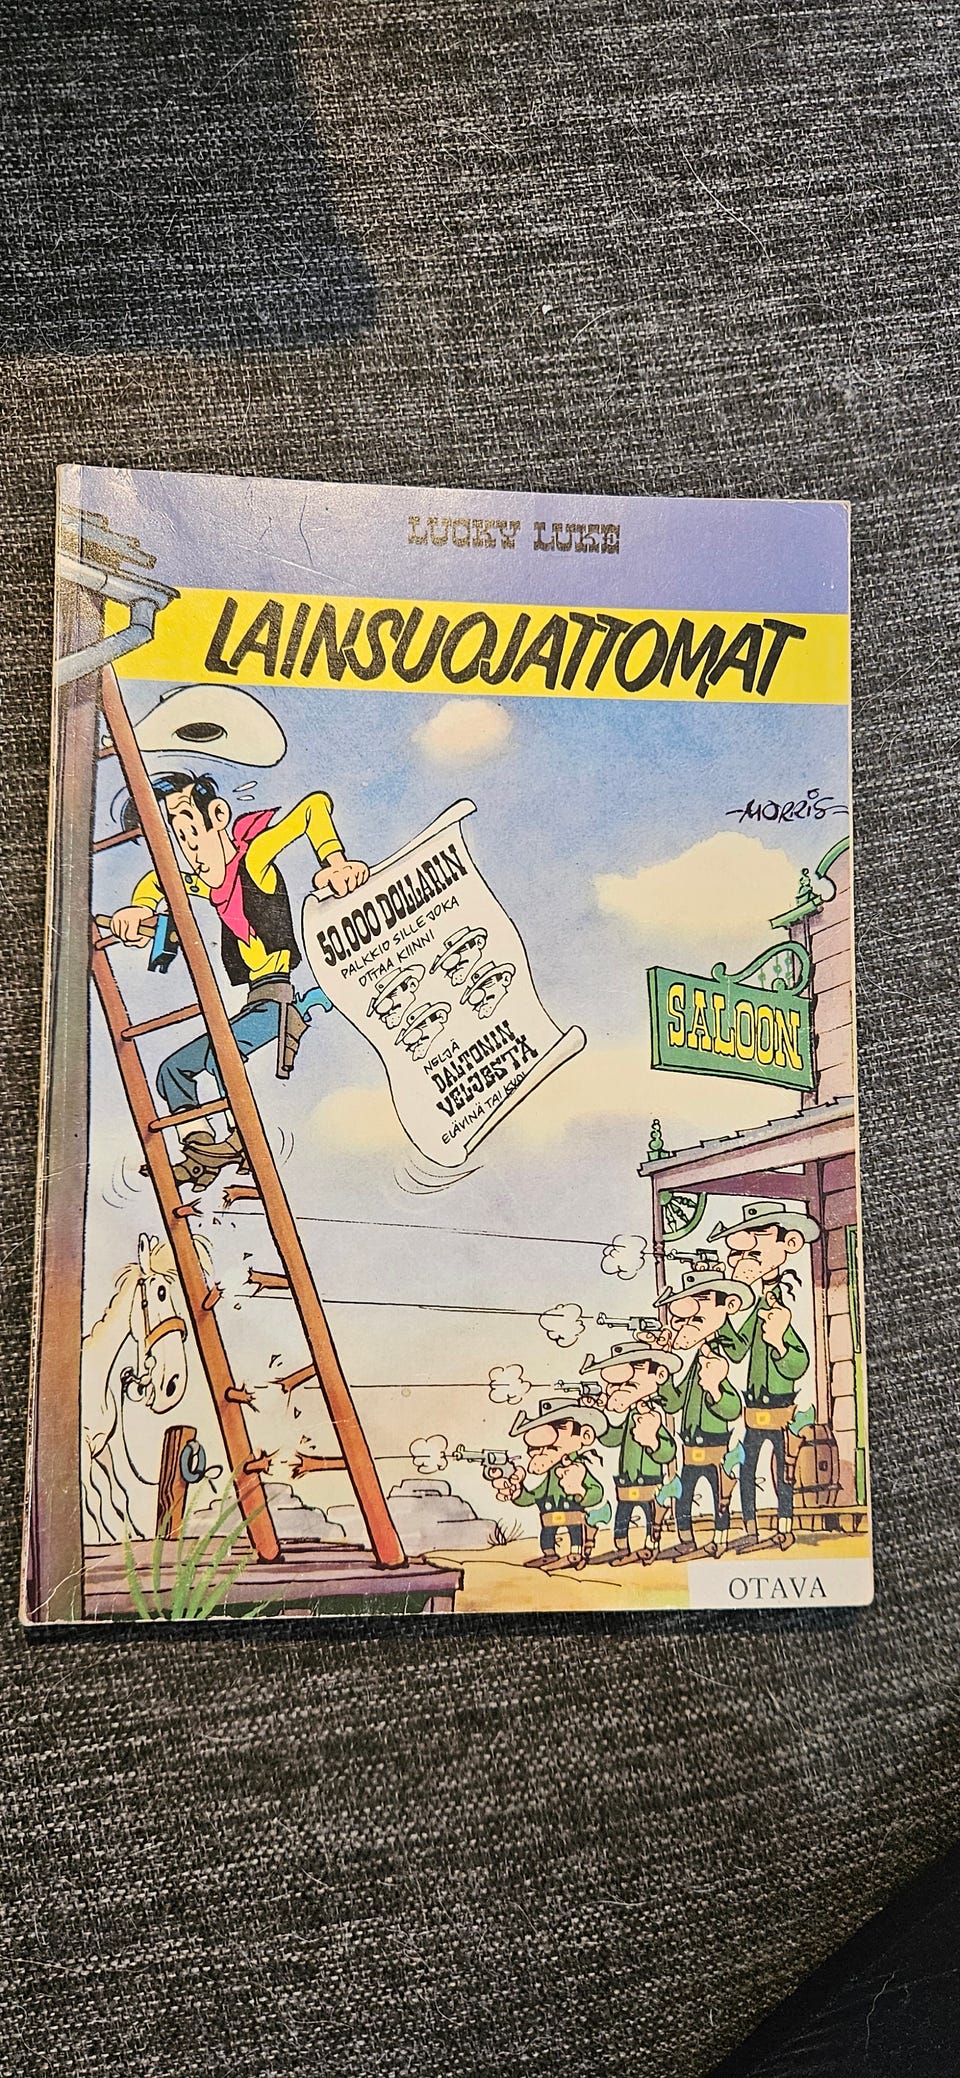 LUCKY LUKE
LAINSUOJATTOMAT
-MORRIS-
50.000 DOLLARIN
PALKKIO SILLE JOKA
OTTAA KIINNI
NELJÄ
DALTONIN
VELJESTÄ
ELÄVINÄ TAI KUOL
SALOON
OTAVA